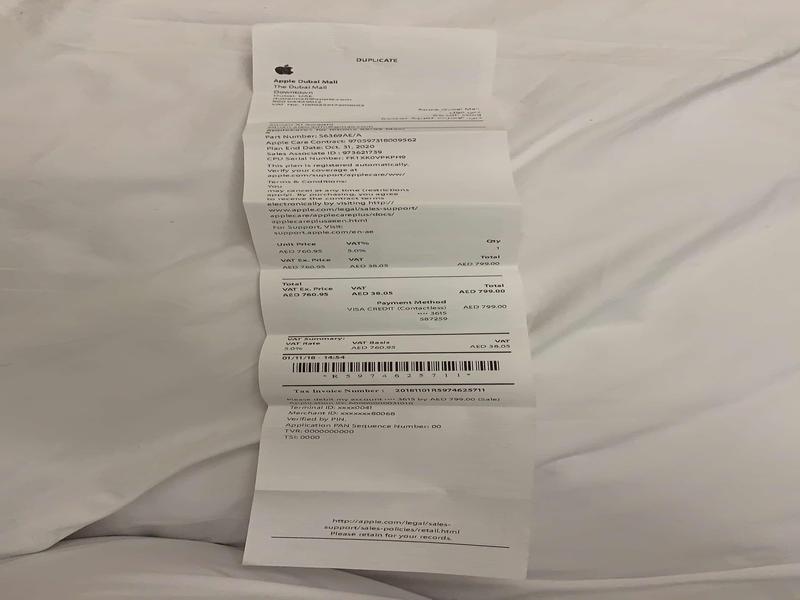 DUPLICATE
Apple Dubai Mall
The Dubai Mall
Downtown
Dubai, UAE
Part Number: S6369AE/A
Apple Care Contract: 970597318009562
Plan End Date: Oct. 31, 2020
Sales Associate ID : 973621739
CPU Serial Number: FK1XK0VPKPH9
This plan is registered automatically.
Verify your coverage at
apple.com/support/applecare/ww/
Terms & Conditions:
You
may cancel at any time (restrictions
apply). By purchasing, you agree
to receive the contract terms
electronically by visiting http://
www.apple.com/legal/sales-support/
applecare/applecareplus/docs/
applecareplusaeen.html
For Support, Visit:
support.apple.com/en-ae
Unit Price VAT% Qty
AED 760.95 5.0% 1
VAT Ex. Price VAT Total
AED 760.95 AED 38.05 AED 799.00
Total
VAT Ex. Price VAT Total
AED 760.95 AED 38.05 AED 799.00
Payment Method
VISA CREDIT (Contactless) AED 799.00
•••• 3615
587259
VAT Summary:
VAT Rate VAT Basis VAT
5.0% AED 760.95 AED 38.05
01/11/18 - 14:54
*R5974625711*
Tax Invoice Number : 20181101R5974625711
Please debit my account •••• 3615 by AED 799.00 (Sale)
Terminal ID: xxxx0041
Merchant ID: xxxxxxx80068
Verified by PIN.
Application PAN Sequence Number: 00
TVR: 0000000000
TSI: 0000
http://apple.com/legal/sales-
support/sales-policies/retail.html
Please retain for your records.